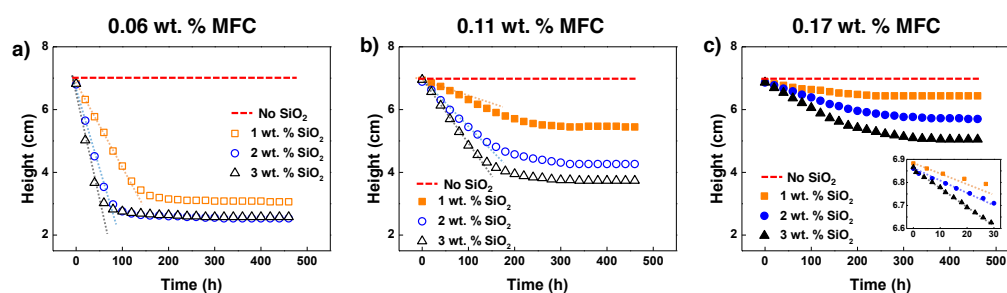 0.06 wt. % MFC
a)
8
6
4
2
Height (cm)
No SiO₂
1 wt. % SiO₂
2 wt. % SiO₂
3 wt. % SiO₂
0 100 200 300 400 500
Time (h)
0.11 wt. % MFC
b)
8
6
4
2
Height (cm)
No SiO₂
1 wt. % SiO₂
2 wt. % SiO₂
3 wt. % SiO₂
0 100 200 300 400 500
Time (h)
0.17 wt. % MFC
c)
8
6
4
2
Height (cm)
No SiO₂
1 wt. % SiO₂
2 wt. % SiO₂
3 wt. % SiO₂
6.9
6.8
6.7
6.6
0 10 20 30
0 100 200 300 400 500
Time (h)